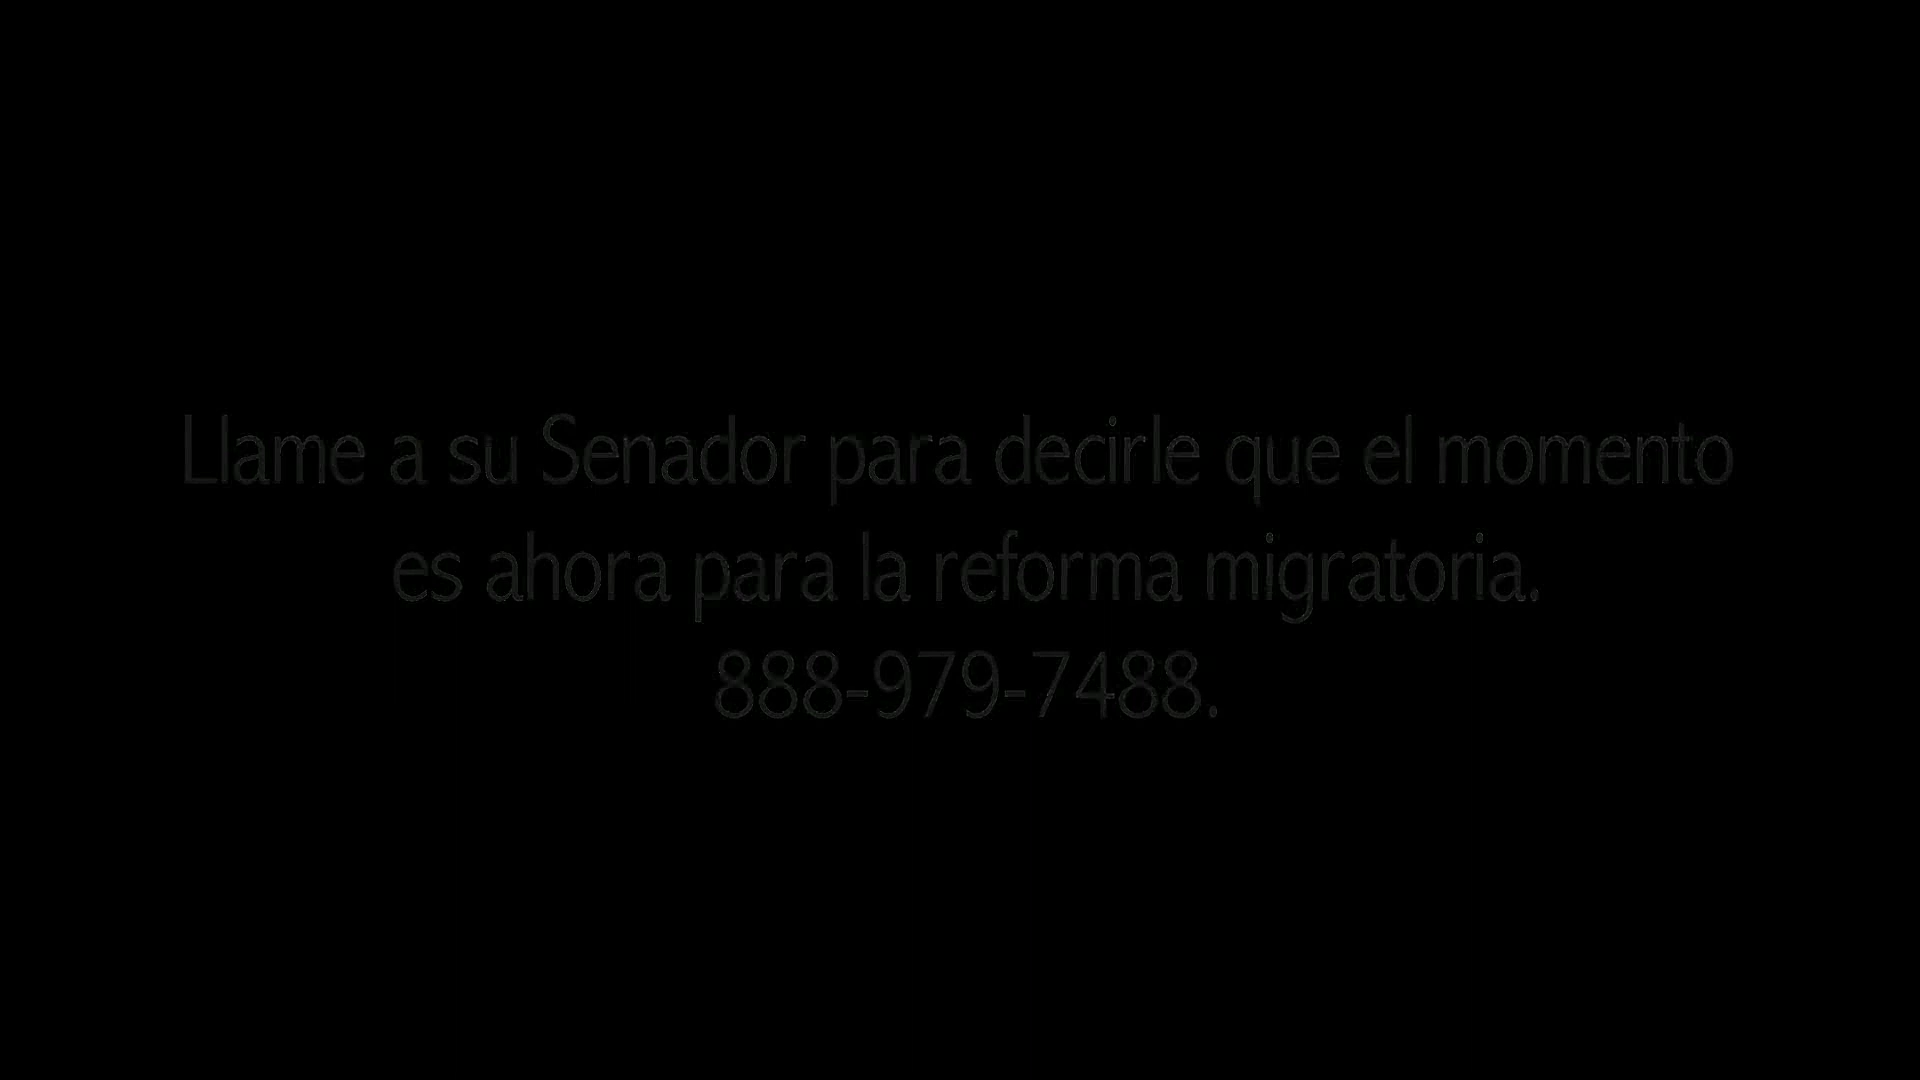 Llame a su Senador para decirle que el momento
es ahora para la reforma migratoria.
888-979-7488.